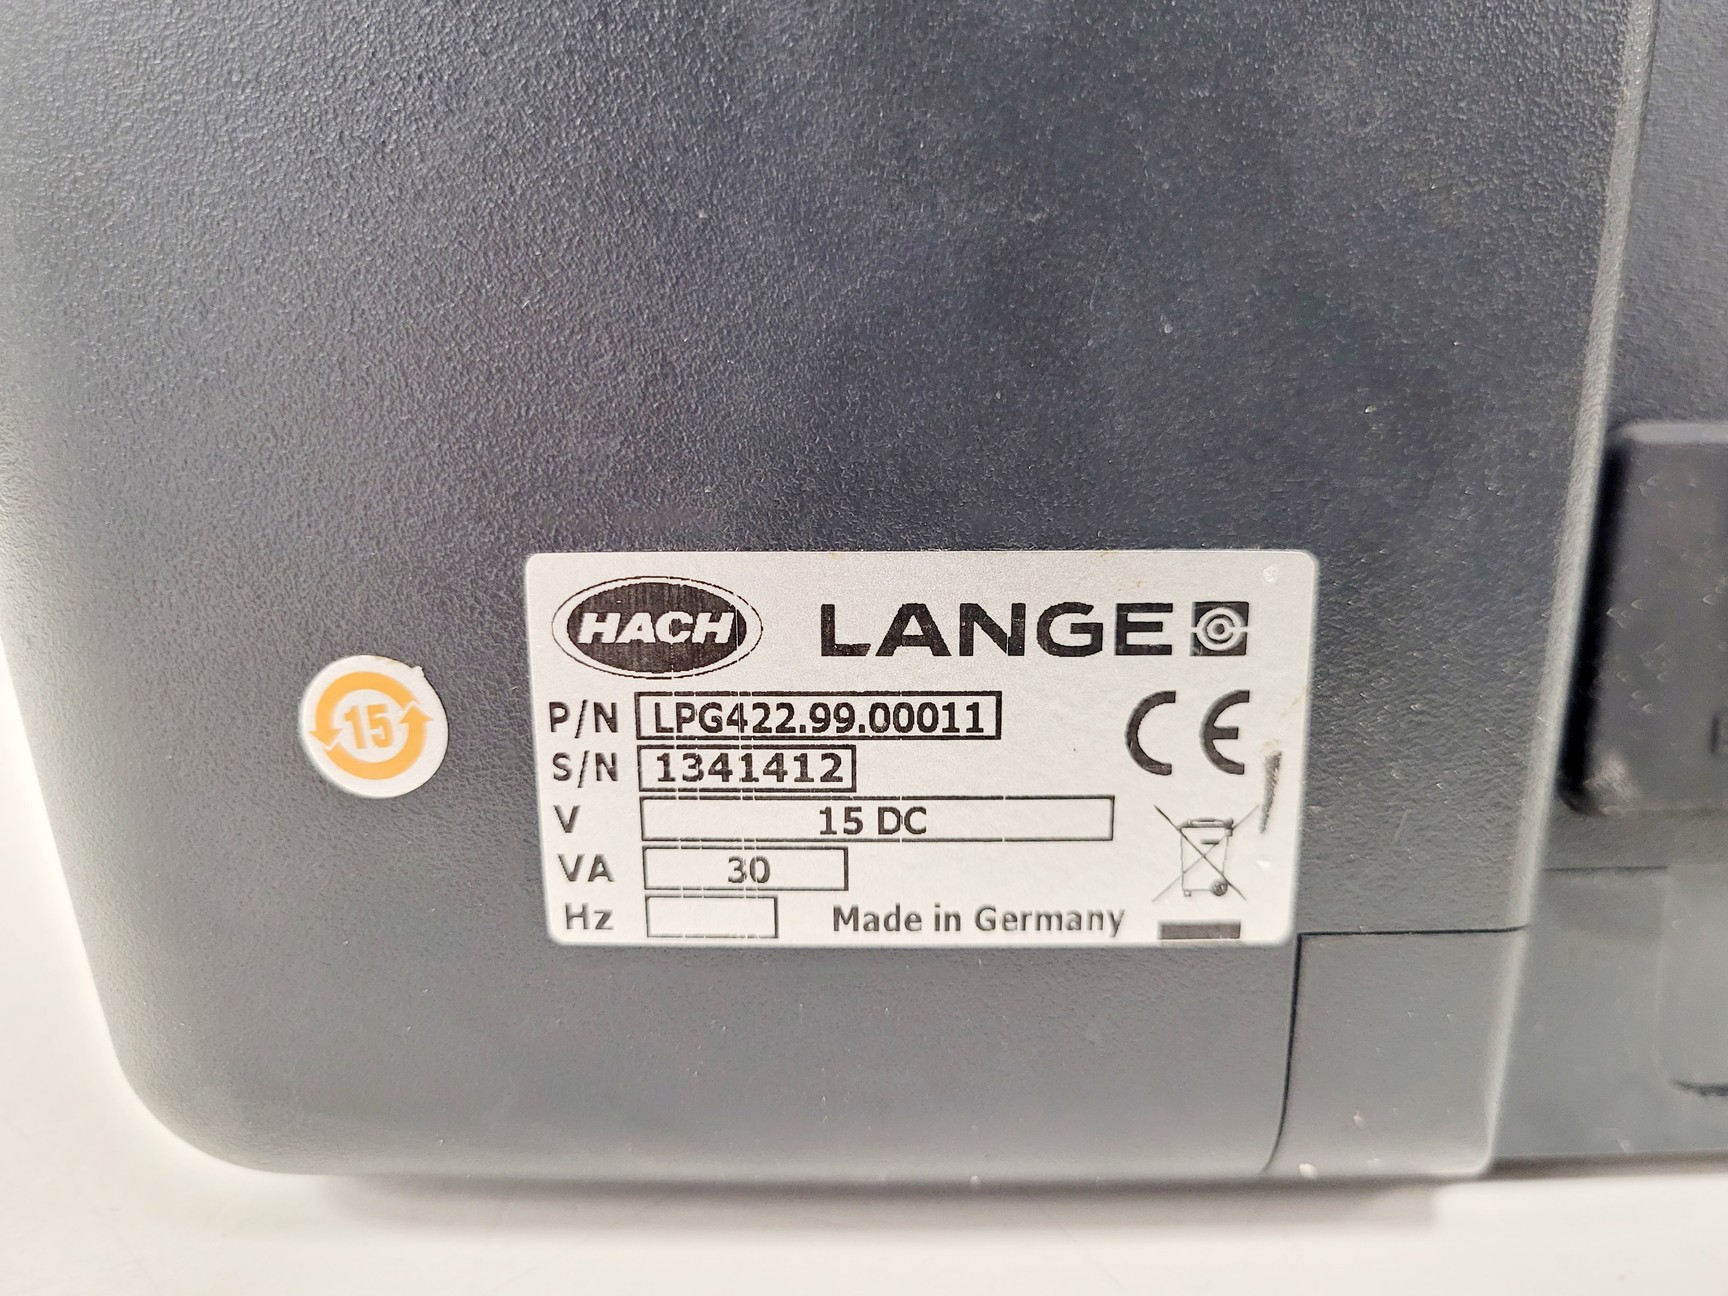 HACH LANGE
P/N LPG422.99.00011
S/N 1341412
CE
V 15 DC
VA 30
Hz
Made in Germany
15